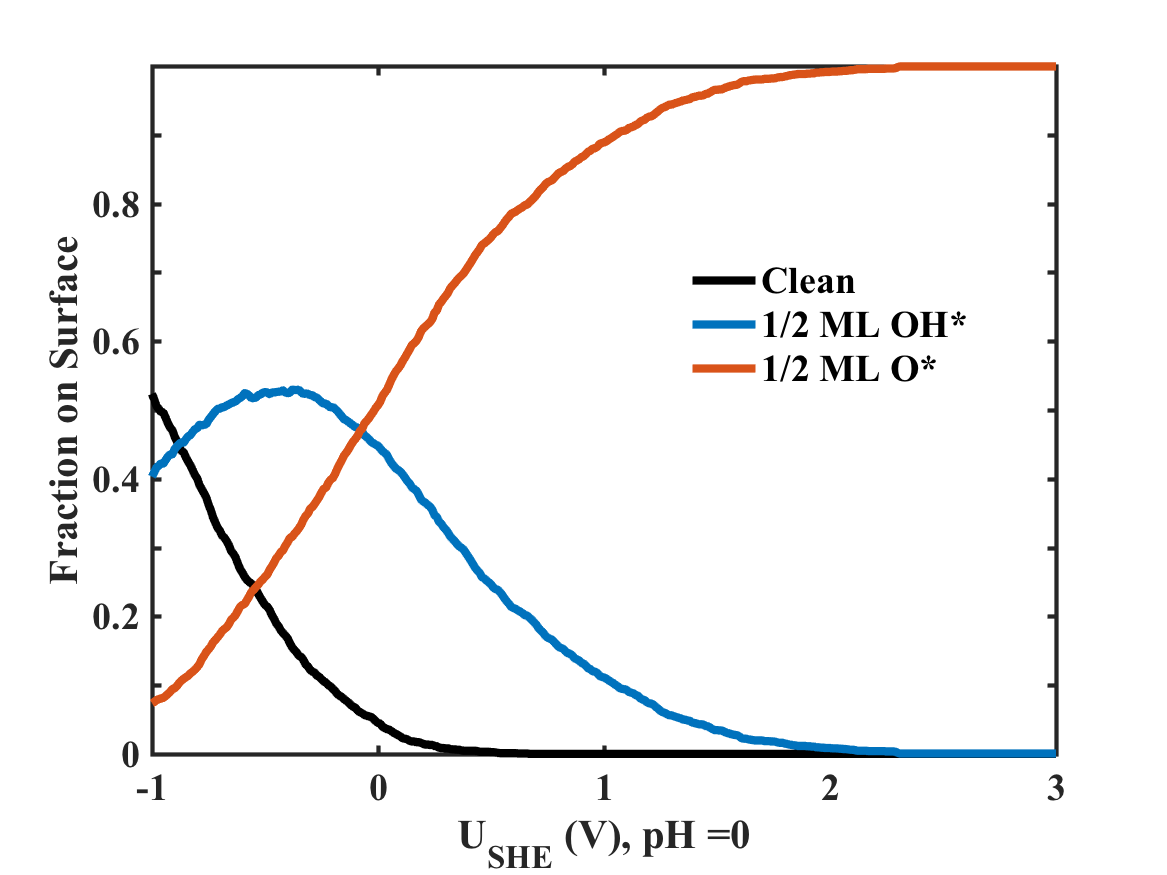 Fraction on Surface
0.8
0.6
0.4
0.2
0
Clean
1/2 ML OH*
1/2 ML O*
-1 0 1 2 3
U_SHE (V), pH =0